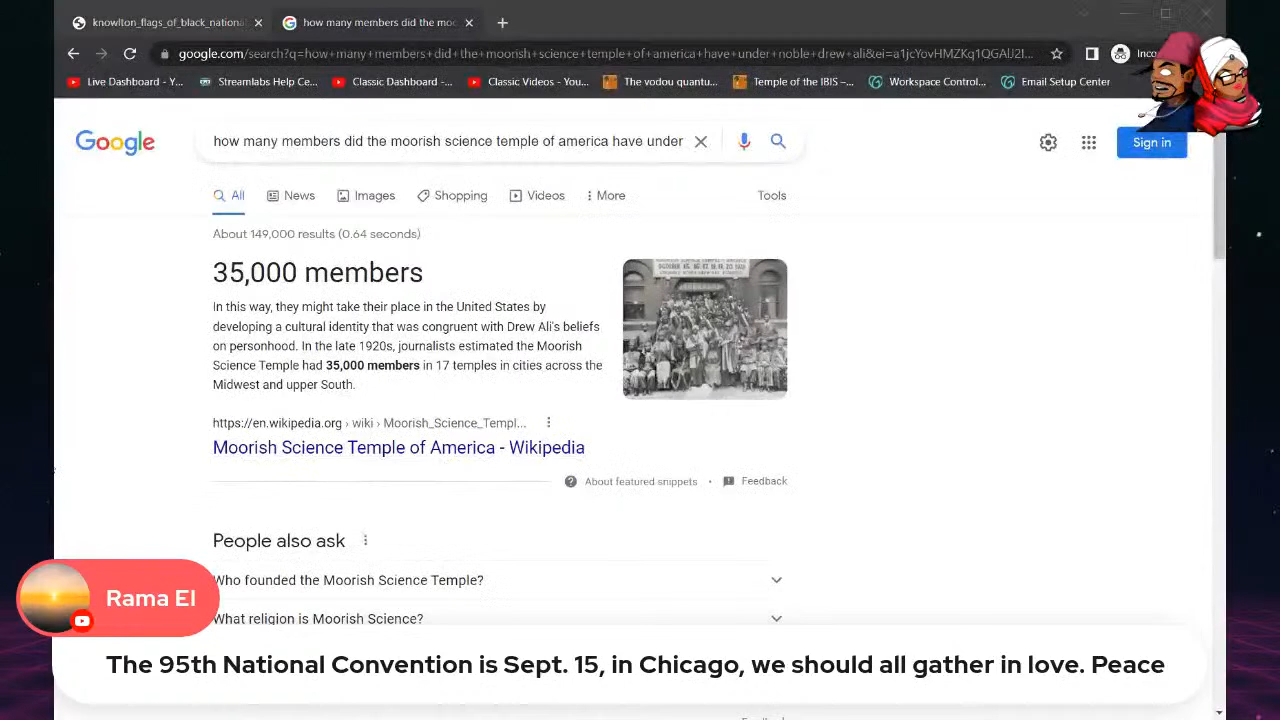 knowlton_flags_of_black_national
how many members did the moc
google.com/search?q=how+many+members+did+the+moorish+science+temple+of+america+have+under+noble+drew+ali&ei=a1jcYovHMZKq1QGAlJ2I...
Live Dashboard - Y...
Streamlabs Help Ce...
Classic Dashboard -...
Classic Videos - You...
The vodou quantu...
Temple of the IBIS –...
Workspace Control...
Email Setup Center
Google
how many members did the moorish science temple of america have under
Sign in
All
News
Images
Shopping
Videos
More
Tools
About 149,000 results (0.64 seconds)
35,000 members
In this way, they might take their place in the United States by
developing a cultural identity that was congruent with Drew Ali's beliefs
on personhood. In the late 1920s, journalists estimated the Moorish
Science Temple had 35,000 members in 17 temples in cities across the
Midwest and upper South.
https://en.wikipedia.org › wiki › Moorish_Science_Templ...
Moorish Science Temple of America - Wikipedia
About featured snippets
•
Feedback
People also ask
Who founded the Moorish Science Temple?
What religion is Moorish Science?
Rama El
The 95th National Convention is Sept. 15, in Chicago, we should all gather in love. Peace